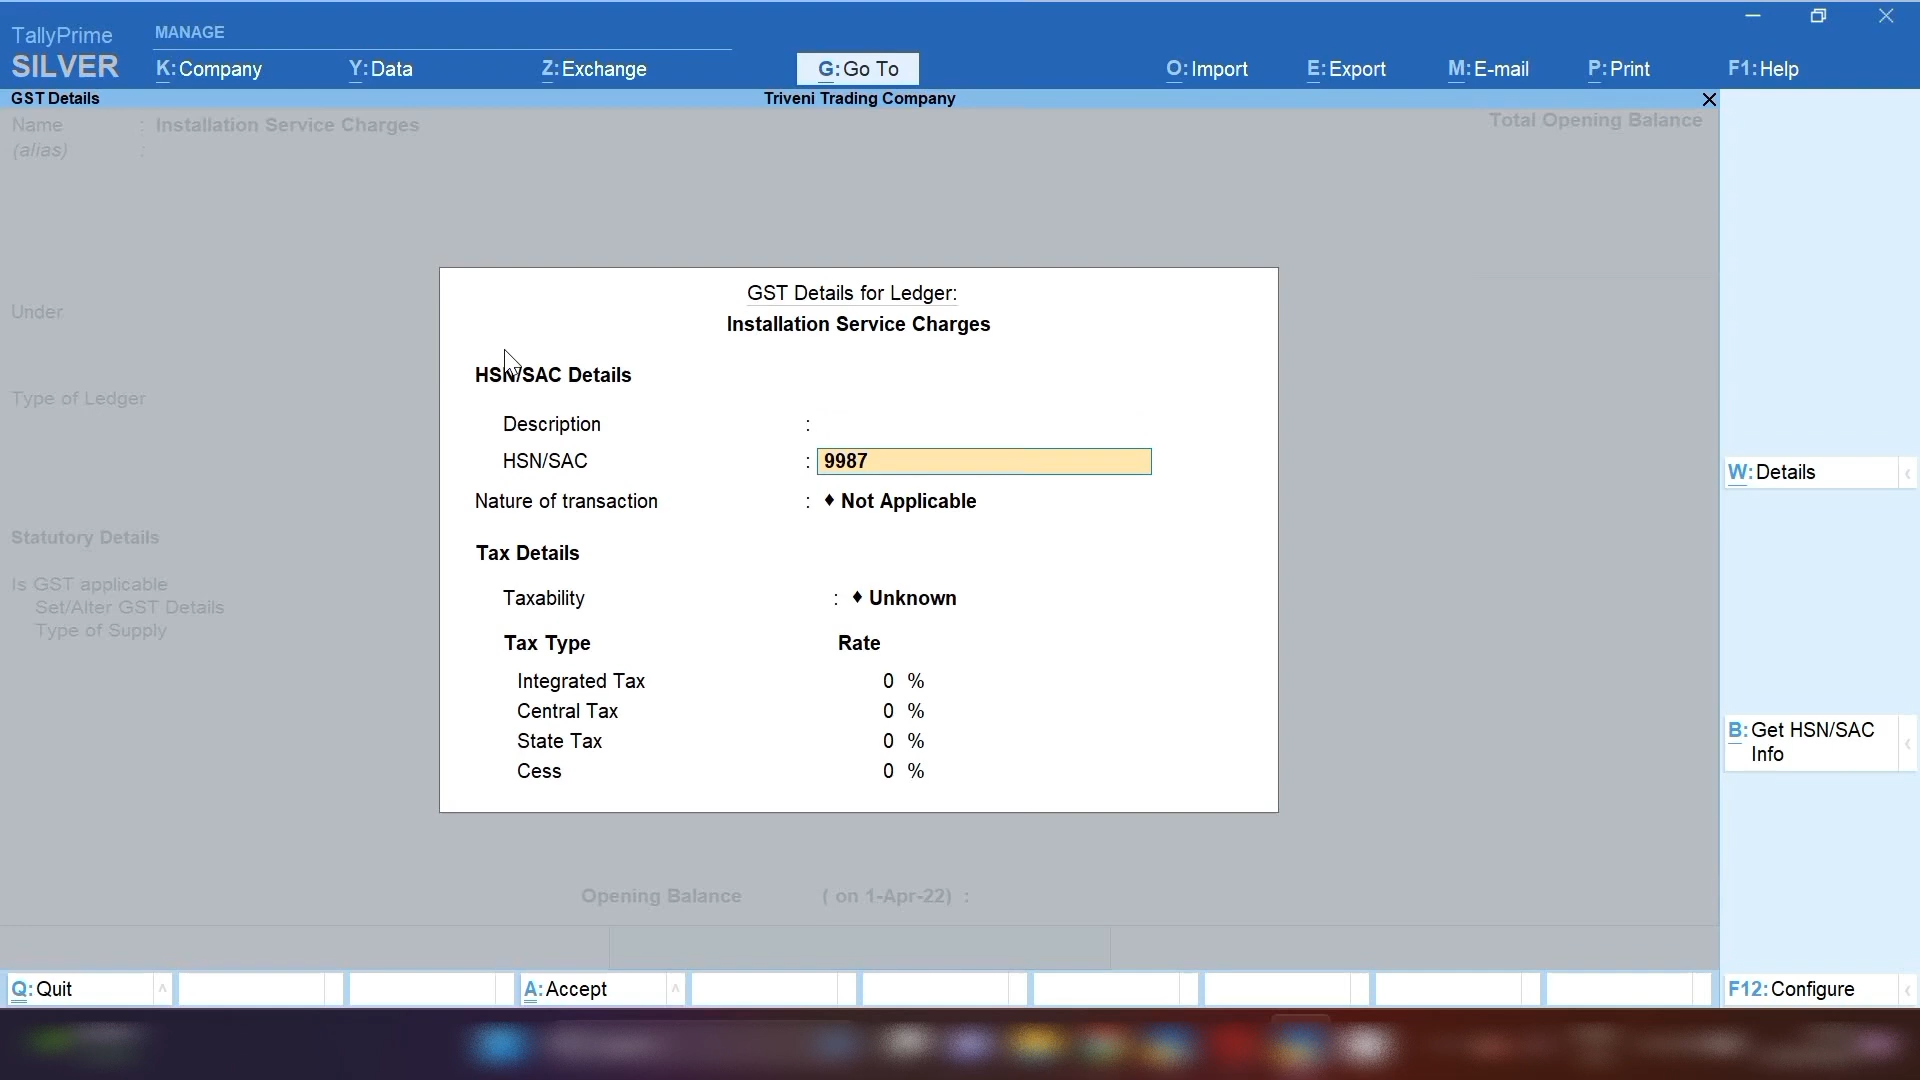 TallyPrime
SILVER
MANAGE
K:Company
Y:Data
Z:Exchange
G:Go To
O:Import
E:Export
M:E-mail
P:Print
F1:Help
GST Details
Triveni Trading Company
Name : Installation Service Charges
(alias) :
Total Opening Balance
Under
Type of Ledger
Statutory Details
Is GST applicable
Set/Alter GST Details
Type of Supply
GST Details for Ledger:
Installation Service Charges
HSN/SAC Details
Description :
HSN/SAC : 9987
Nature of transaction : ♦ Not Applicable
Tax Details
Taxability : ♦ Unknown
Tax Type Rate
Integrated Tax 0 %
Central Tax 0 %
State Tax 0 %
Cess 0 %
Opening Balance ( on 1-Apr-22) :
W:Details
B:Get HSN/SAC
Info
Q:Quit
A:Accept
F12:Configure